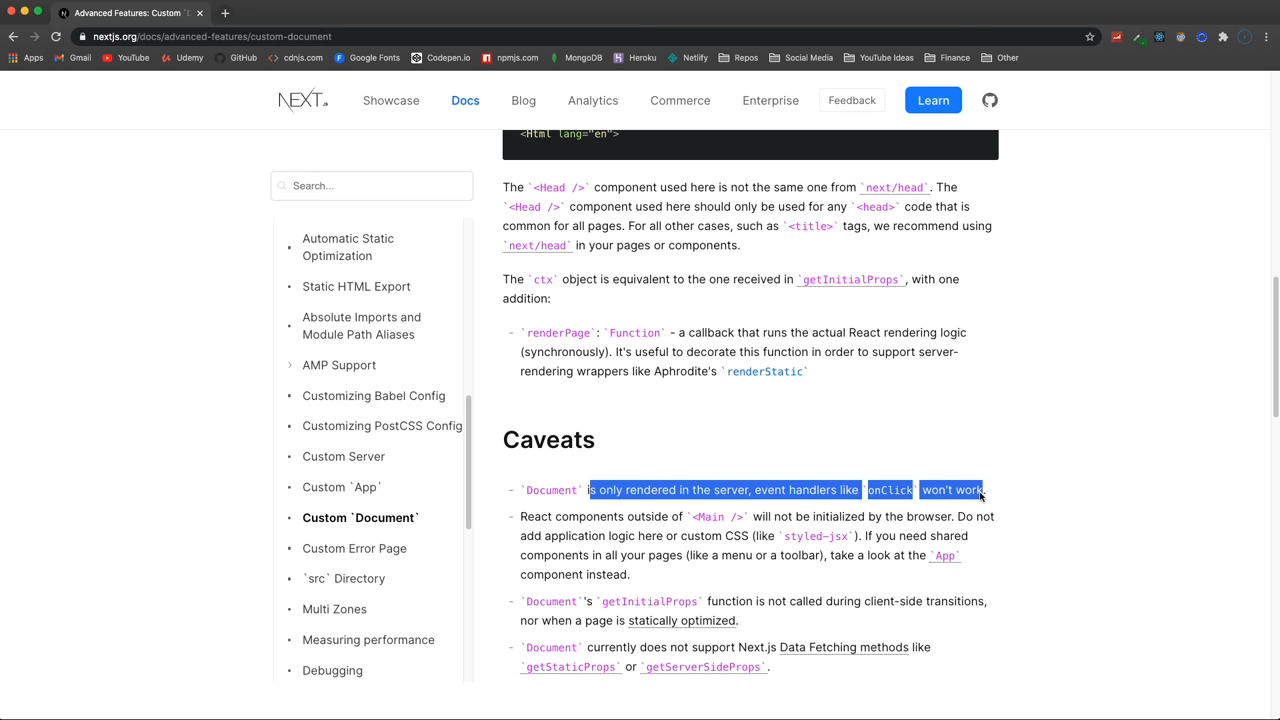 Advanced Features: Custom `D
nextjs.org/docs/advanced-features/custom-document
Apps Gmail YouTube Udemy GitHub cdnjs.com Google Fonts Codepen.io npmjs.com MongoDB Heroku Netlify Repos Social Media YouTube Ideas Finance Other
NEXT.JS Showcase Docs Blog Analytics Commerce Enterprise Feedback Learn
<Html lang="en">
Search...
Automatic Static
Optimization
Static HTML Export
Absolute Imports and
Module Path Aliases
AMP Support
Customizing Babel Config
Customizing PostCSS Config
Custom Server
Custom `App`
Custom `Document`
Custom Error Page
`src` Directory
Multi Zones
Measuring performance
Debugging
The `<Head />` component used here is not the same one from `next/head`. The
`<Head />` component used here should only be used for any `<head>` code that is
common for all pages. For all other cases, such as `<title>` tags, we recommend using
`next/head` in your pages or components.
The `ctx` object is equivalent to the one received in `getInitialProps`, with one
addition:
- `renderPage`: `Function` - a callback that runs the actual React rendering logic
(synchronously). It's useful to decorate this function in order to support server-
rendering wrappers like Aphrodite's `renderStatic`
Caveats
- `Document` is only rendered in the server, event handlers like `onClick` won't work.
- React components outside of `<Main />` will not be initialized by the browser. Do not
add application logic here or custom CSS (like `styled-jsx`). If you need shared
components in all your pages (like a menu or a toolbar), take a look at the `App`
component instead.
- `Document`'s `getInitialProps` function is not called during client-side transitions,
nor when a page is statically optimized.
- `Document` currently does not support Next.js Data Fetching methods like
`getStaticProps` or `getServerSideProps`.